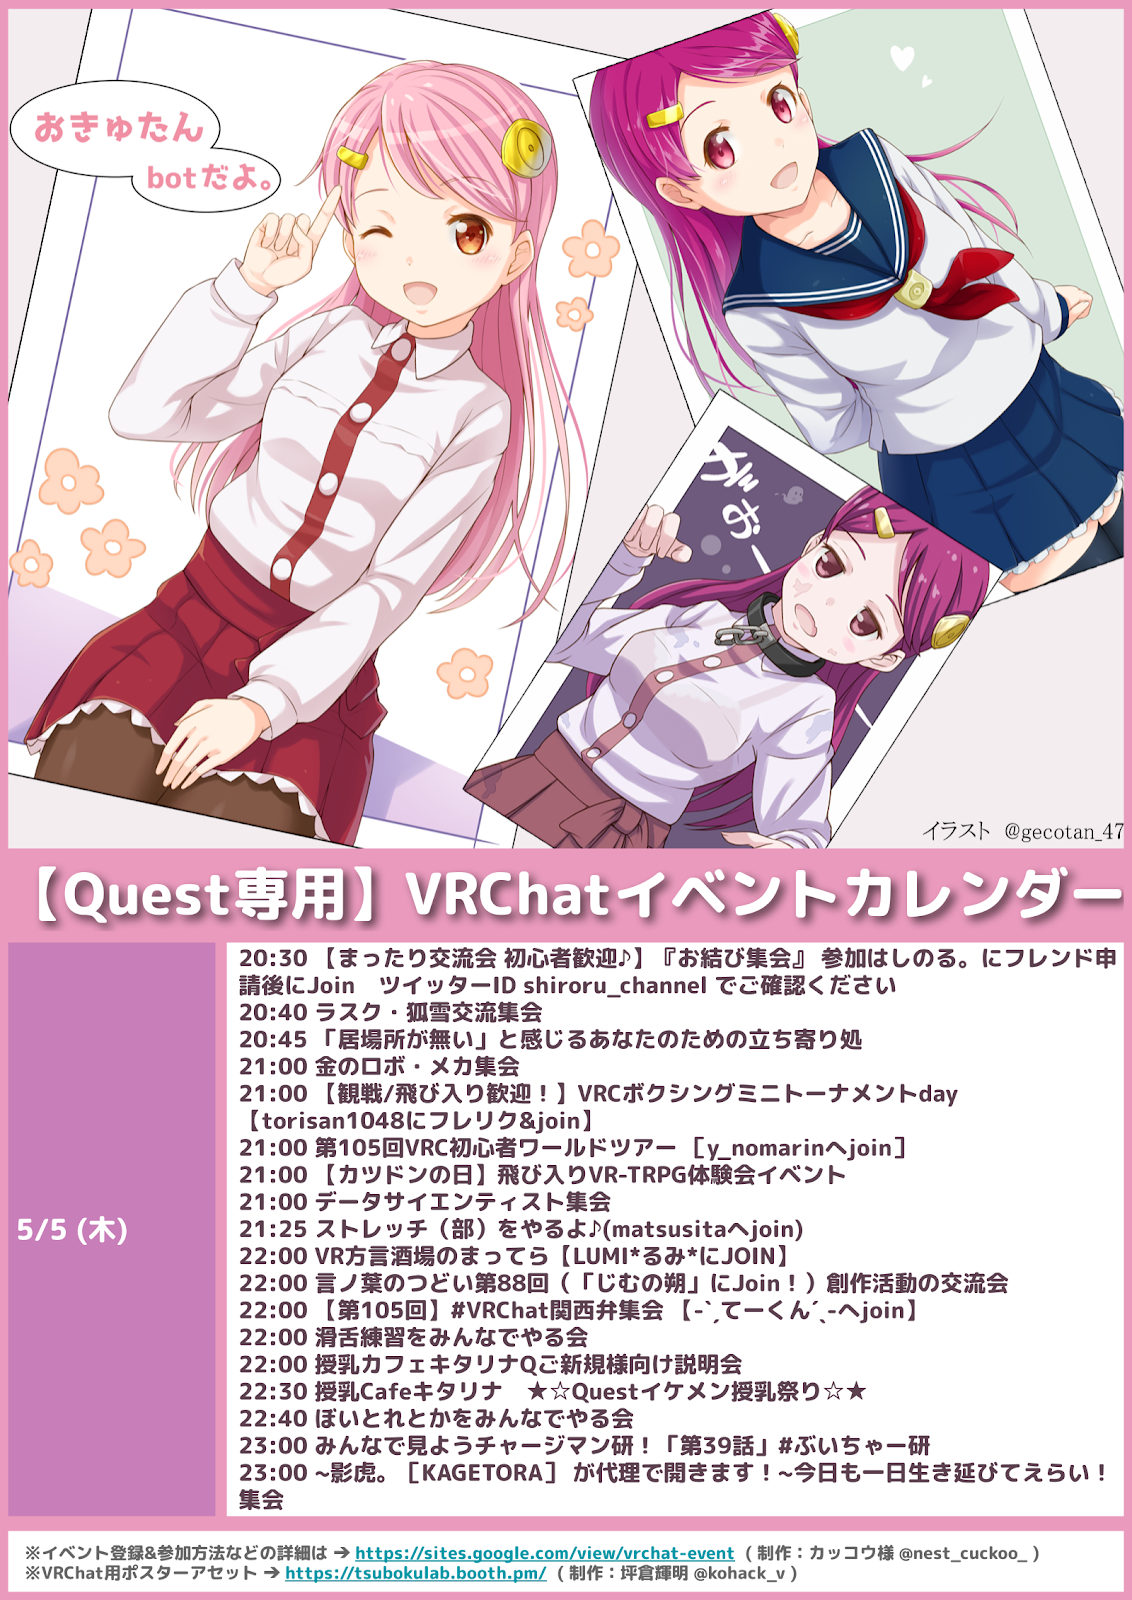 おきゅたん
botだよ。
がおー
イラスト @gecotan_47
【Quest専用】VRChatイベントカレンダー
5/5 (木)
20:30 【まったり交流会 初心者歓迎♪】『お結び集会』 参加はしのる。にフレンド申
請後にJoin　ツイッターID shiroru_channel でご確認ください
20:40 ラスク・狐雪交流集会
20:45 「居場所が無い」と感じるあなたのための立ち寄り処
21:00 金のロボ・メカ集会
21:00 【観戦/飛び入り歓迎！】VRCボクシングミニトーナメントday
【torisan1048にフレリク&join】
21:00 第105回VRC初心者ワールドツアー ［y_nomarinへjoin］
21:00 【カツドンの日】飛び入りVR-TRPG体験会イベント
21:00 データサイエンティスト集会
21:25 ストレッチ（部）をやるよ♪(matsusitaへjoin)
22:00 VR方言酒場のまってら【LUMI*るみ*にJOIN】
22:00 言ノ葉のつどい第88回（「じむの朔」にJoin！）創作活動の交流会
22:00 【第105回】#VRChat関西弁集会 【-`ˏてーくん´ˎ-へjoin】
22:00 滑舌練習をみんなでやる会
22:00 授乳カフェキタリナQご新規様向け説明会
22:30 授乳Cafeキタリナ　★☆Questイケメン授乳祭り☆★
22:40 ぼいとれとかをみんなでやる会
23:00 みんなで見ようチャージマン研！「第39話」#ぶいちゃー研
23:00 ~影虎。［KAGETORA］ が代理で開きます！~今日も一日生き延びてえらい！
集会
※イベント登録&参加方法などの詳細は ➔ https://sites.google.com/view/vrchat-event ( 制作：カッコウ様 @nest_cuckoo_ )
※VRChat用ポスターアセット ➔ https://tsubokulab.booth.pm/ ( 制作：坪倉輝明 @kohack_v )